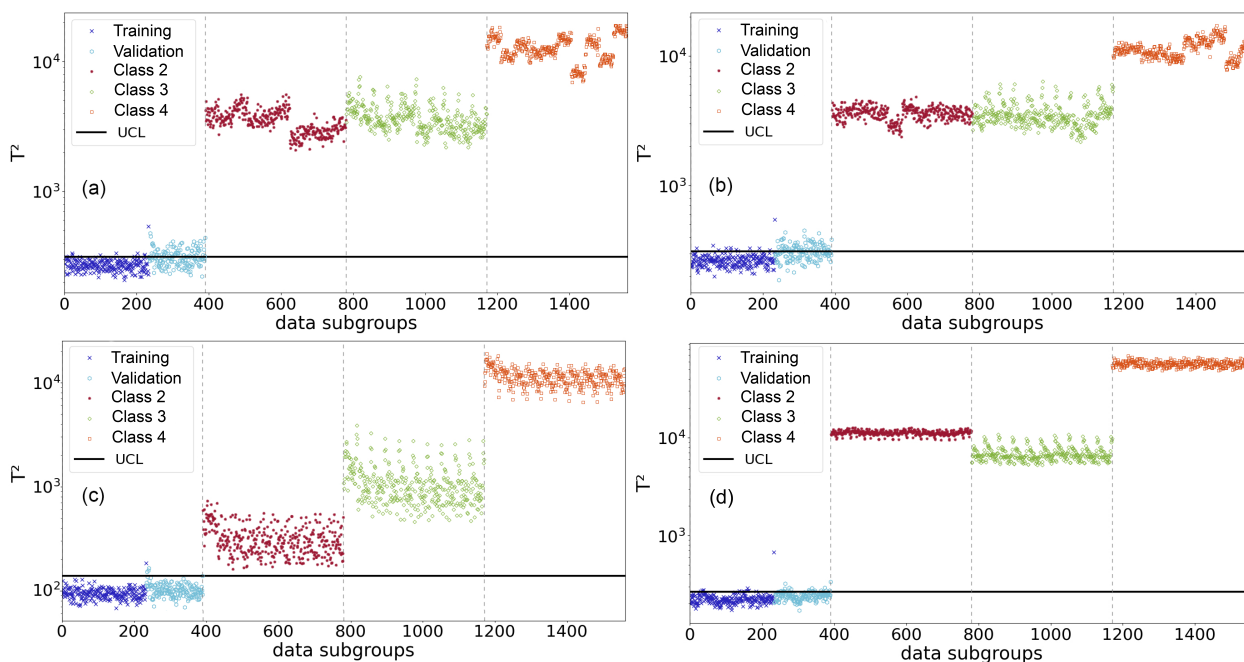 Training
Validation
Class 2
Class 3
Class 4
UCL
T²
10⁴
10³
(a)
0 200 400 600 800 1000 1200 1400
data subgroups
Training
Validation
Class 2
Class 3
Class 4
UCL
T²
10⁴
10³
(b)
0 200 400 600 800 1000 1200 1400
data subgroups
Training
Validation
Class 2
Class 3
Class 4
UCL
T²
10⁴
10³
10²
(c)
0 200 400 600 800 1000 1200 1400
data subgroups
Training
Validation
Class 2
Class 3
Class 4
UCL
T²
10⁴
10³
(d)
0 200 400 600 800 1000 1200 1400
data subgroups